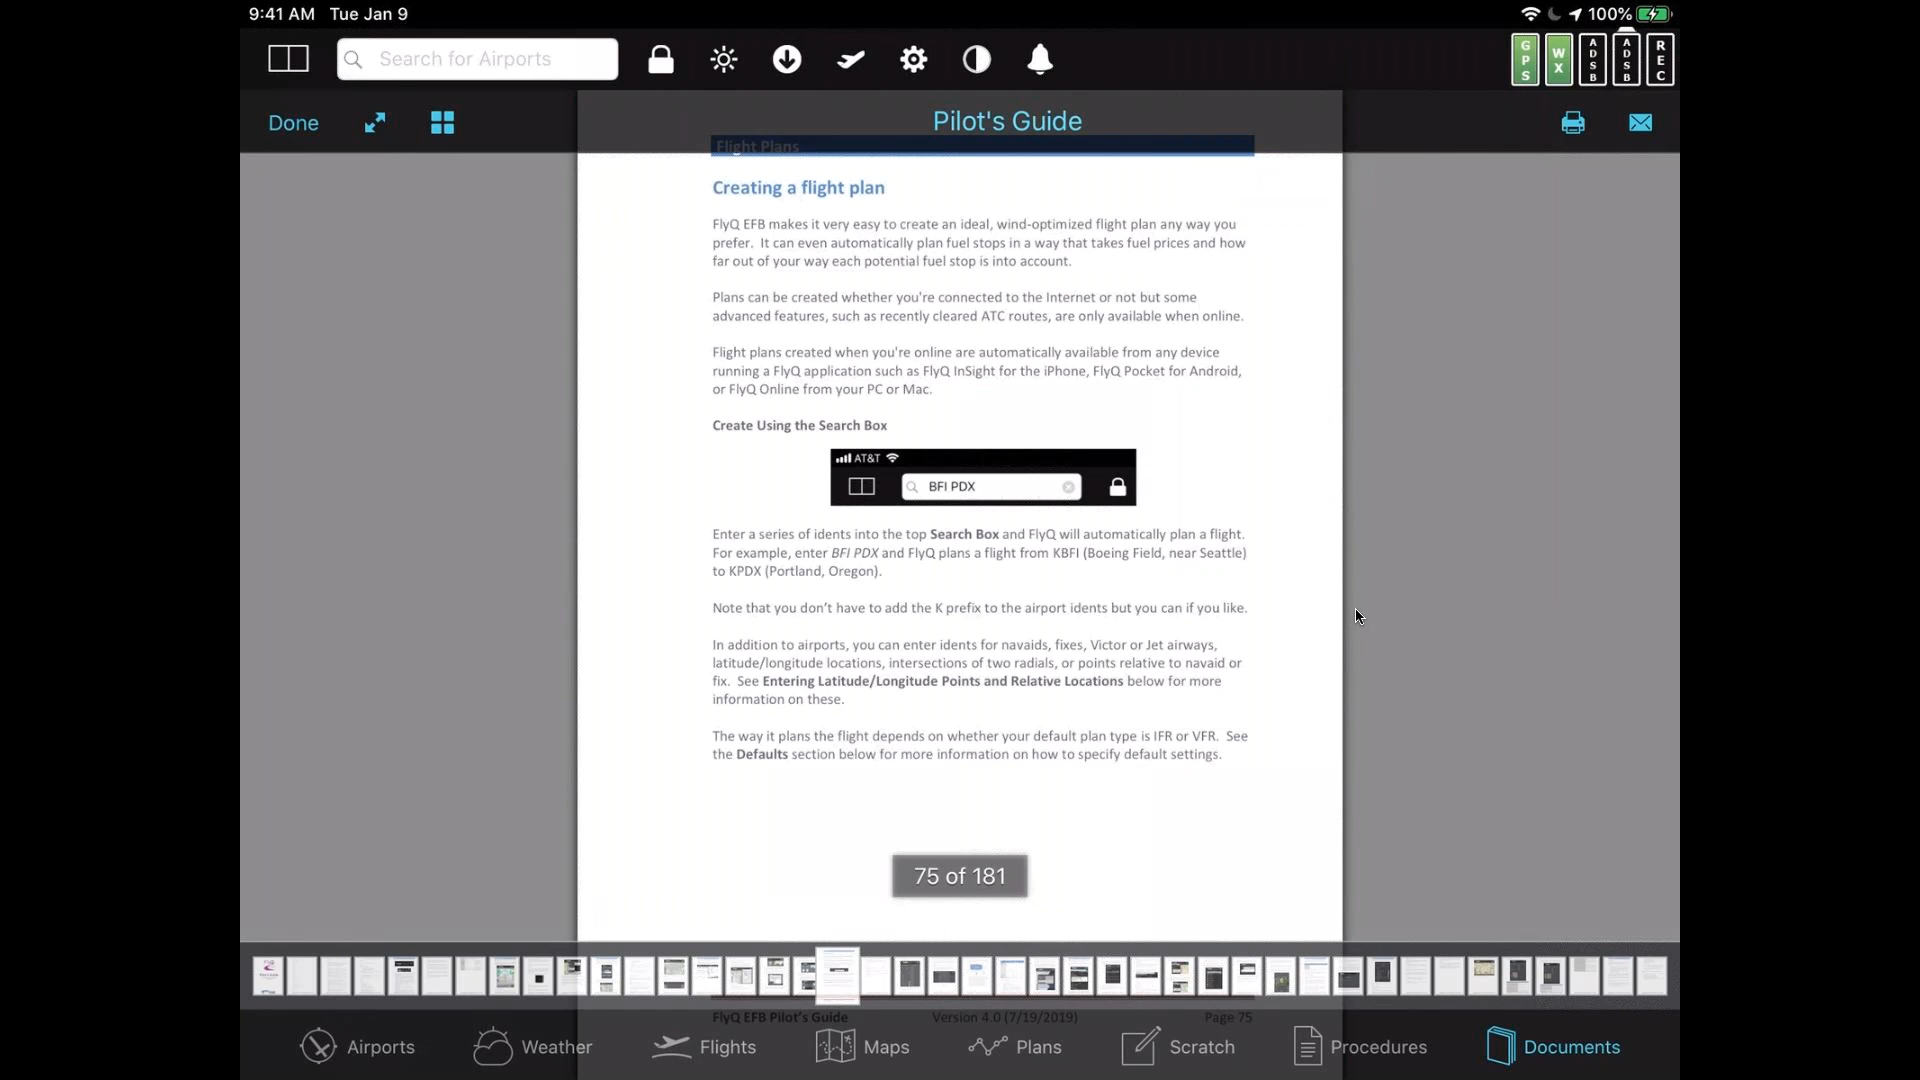 9:41 AM Tue Jan 9
100%
Search for Airports
GPS
WX
ADSB
ADSB
REC
Done
Pilot's Guide
Flight Plans
Creating a flight plan
FlyQ EFB makes it very easy to create an ideal, wind-optimized flight plan any way you
prefer. It can even automatically plan fuel stops in a way that takes fuel prices and how
far out of your way each potential fuel stop is into account.
Plans can be created whether you're connected to the Internet or not but some
advanced features, such as recently cleared ATC routes, are only available when online.
Flight plans created when you're online are automatically available from any device
running a FlyQ application such as FlyQ InSight for the iPhone, FlyQ Pocket for Android,
or FlyQ Online from your PC or Mac.
Create Using the Search Box
AT&T
BFI PDX
Enter a series of idents into the top Search Box and FlyQ will automatically plan a flight.
For example, enter BFI PDX and FlyQ plans a flight from KBFI (Boeing Field, near Seattle)
to KPDX (Portland, Oregon).
Note that you don't have to add the K prefix to the airport idents but you can if you like.
In addition to airports, you can enter idents for navaids, fixes, Victor or Jet airways,
latitude/longitude locations, intersections of two radials, or points relative to navaid or
fix. See Entering Latitude/Longitude Points and Relative Locations below for more
information on these.
The way it plans the flight depends on whether your default plan type is IFR or VFR. See
the Defaults section below for more information on how to specify default settings.
75 of 181
FlyQ EFB Pilot's Guide Version 4.0 (7/19/2019) Page 75
Airports Weather Flights Maps Plans Scratch Procedures Documents